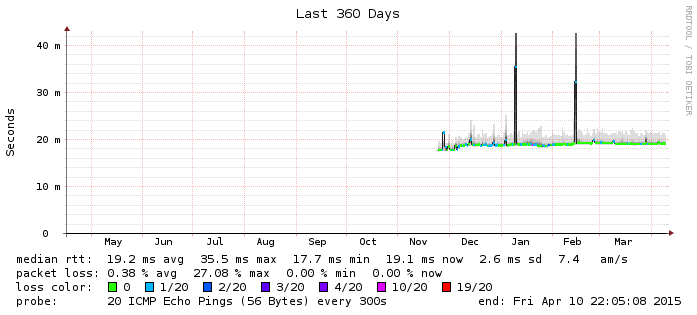 Last 360 Days
RRDTOOL / TOBI OETIKER
Seconds
40 m
30 m
20 m
10 m
0
May Jun Jul Aug Sep Oct Nov Dec Jan Feb Mar
median rtt: 19.2 ms avg 35.5 ms max 17.7 ms min 19.1 ms now 2.6 ms sd 7.4 am/s
packet loss: 0.38 % avg 27.08 % max 0.00 % min 0.00 % now
loss color: 0 1/20 2/20 3/20 4/20 10/20 19/20
probe: 20 ICMP Echo Pings (56 Bytes) every 300s end: Fri Apr 10 22:05:08 2015